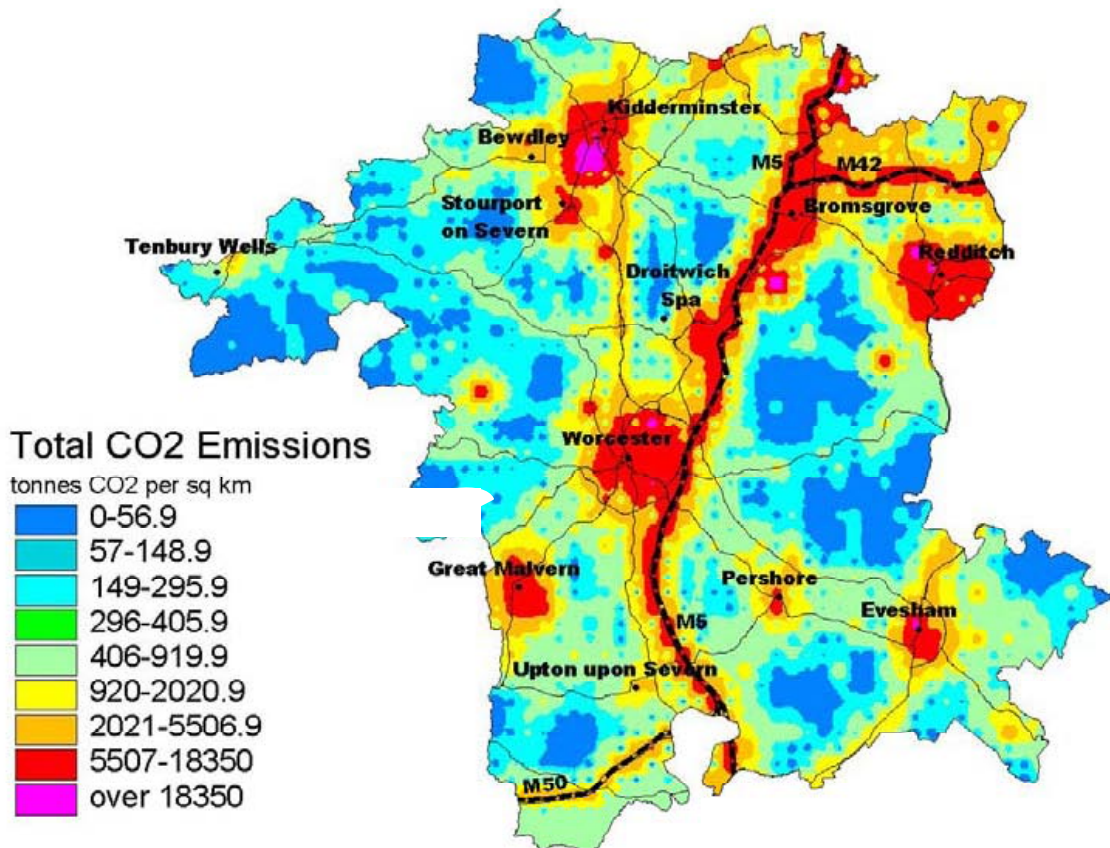 Kidderminster
Bewdley
M5
M42
Stourport
on Severn
Bromsgrove
Tenbury Wells
Redditch
Droitwich
Spa
Total CO2 Emissions
tonnes CO2 per sq km
0-56.9
57-148.9
149-295.9
296-405.9
406-919.9
920-2020.9
2021-5506.9
5507-18350
over 18350
Worcester
Great Malvern
Pershore
Evesham
M5
Upton upon Severn
M50